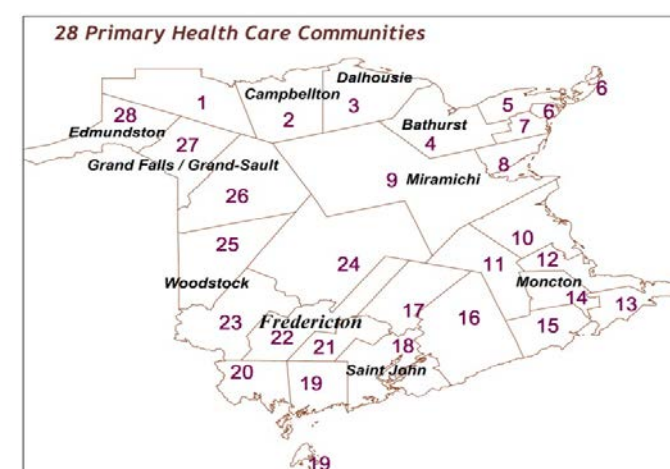 28 Primary Health Care Communities
Dalhousie
6
Campbellton
1
3
5
6
28
2
Bathurst
7
Edmundston
27
4
Grand Falls / Grand-Sault
8
9 Miramichi
26
10
25
24
11
12
Woodstock
Moncton
14
13
23
Fredericton
17
16
15
22
21
18
20
19
Saint John
19